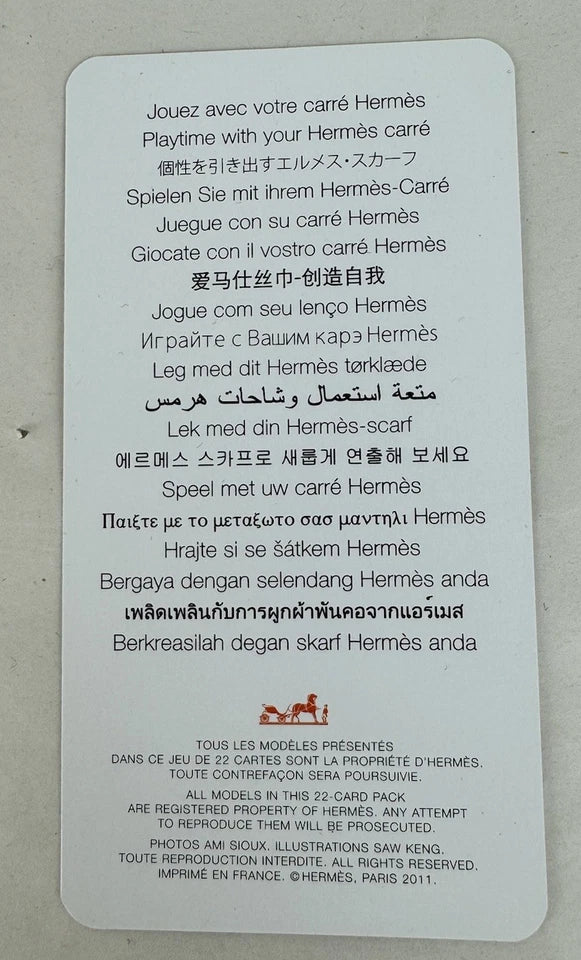 Jouez avec votre carré Hermès
Playtime with your Hermès carré
個性を引き出すエルメス・スカーフ
Spielen Sie mit ihrem Hermès-Carré
Juegue con su carré Hermès
Giocate con il vostro carré Hermès
爱马仕丝巾-创造自我
Jogue com seu lenço Hermès
Играйте с Вашим карэ Hermès
Leg med dit Hermès tørklæde
متعة استعمال وشاحات هرمس
Lek med din Hermès-scarf
에르메스 스카프로 새롭게 연출해 보세요
Speel met uw carré Hermès
Παιξτε με το μεταξωτο σασ μαντηλι Hermès
Hrajte si se šátkem Hermès
Bergaya dengan selendang Hermès anda
เพลิดเพลินกับการผูกผ้าพันคอจากแอร์เมส
Berkreasilah degan skarf Hermès anda
TOUS LES MODÈLES PRÉSENTÉS
DANS CE JEU DE 22 CARTES SONT LA PROPRIÉTÉ D'HERMÈS.
TOUTE CONTREFAÇON SERA POURSUIVIE.
ALL MODELS IN THIS 22-CARD PACK
ARE REGISTERED PROPERTY OF HERMÈS. ANY ATTEMPT
TO REPRODUCE THEM WILL BE PROSECUTED.
PHOTOS AMI SIOUX. ILLUSTRATIONS SAW KENG.
TOUTE REPRODUCTION INTERDITE. ALL RIGHTS RESERVED.
IMPRIMÉ EN FRANCE. ©HERMÈS, PARIS 2011.